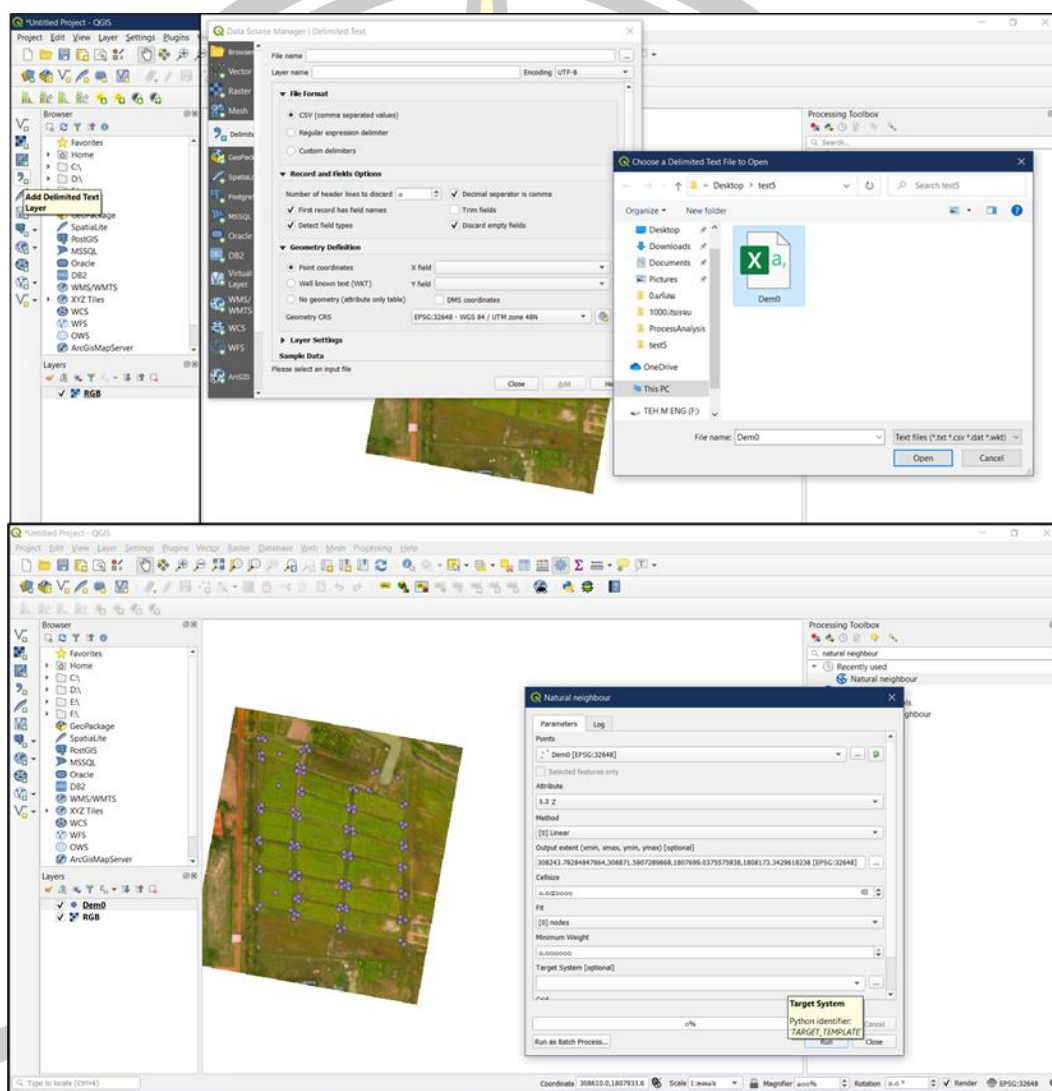 *Untitled Project - QGIS
Project Edit View Layer Settings Plugins
Browser
Favorites
Home
C:\
D:\
Add Delimited Text
Layer
GeoPackage
SpatiaLite
PostGIS
MSSQL
Oracle
DB2
WMS/WMTS
XYZ Tiles
WCS
WFS
OWS
ArcGisMapServer
Layers
RGB
Data Source Manager | Delimited Text
Browser
Vector
Raster
Mesh
Delimite
GeoPack
SpatiaL
Postgre
MSSQL
Oracle
DB2
Virtual
Layer
WMS/
WMTS
WCS
WFS
ArcGIS
File name
Layer name
Encoding UTF-8
File Format
CSV (comma separated values)
Regular expression delimiter
Custom delimiters
Record and Fields Options
Number of header lines to discard 0
Decimal separator is comma
First record has field names
Trim fields
Detect field types
Discard empty fields
Geometry Definition
Point coordinates
X field
Well known text (WKT)
Y field
No geometry (attribute only table)
DMS coordinates
Geometry CRS
EPSG:32648 - WGS 84 / UTM zone 48N
Layer Settings
Sample Data
Please select an input file
Close
Add
He
Processing Toolbox
Search...
Choose a Delimited Text File to Open
Desktop > test5
Search test5
Organize
New folder
Desktop
Downloads
Documents
Pictures
ProcessAnalysis
test5
OneDrive
This PC
TEH M.ENG (F:)
X a,
Dem0
File name: Dem0
Text files (*.txt *.csv *.dat *.wkt)
Open
Cancel
*Untitled Project - QGIS
Project Edit View Layer Settings Plugins Vector Raster Database Web Mesh Processing Help
Browser
Favorites
Home
C:\
D:\
E:\
F:\
GeoPackage
SpatiaLite
PostGIS
MSSQL
Oracle
DB2
WMS/WMTS
XYZ Tiles
WCS
WFS
OWS
ArcGisMapServer
Layers
Dem0
RGB
Processing Toolbox
natural neighbour
Recently used
Natural neighbour
Natural neighbour
Parameters
Log
Points
Dem0 [EPSG:32648]
Selected features only
Attribute
1.2 Z
Method
[0] Linear
Output extent (xmin, xmax, ymin, ymax) [optional]
Cellsize
Fit
[0] nodes
Minimum Weight
0.000000
Target System [optional]
Target System
Python identifier:
'TARGET_TEMPLATE'
0%
Cancel
Run as Batch Process...
Run
Close
Type to locate (Ctrl+K)
Coordinate 308610.0,1807933.6
Scale
Magnifier 100%
Rotation 0.0 °
Render
EPSG:32648